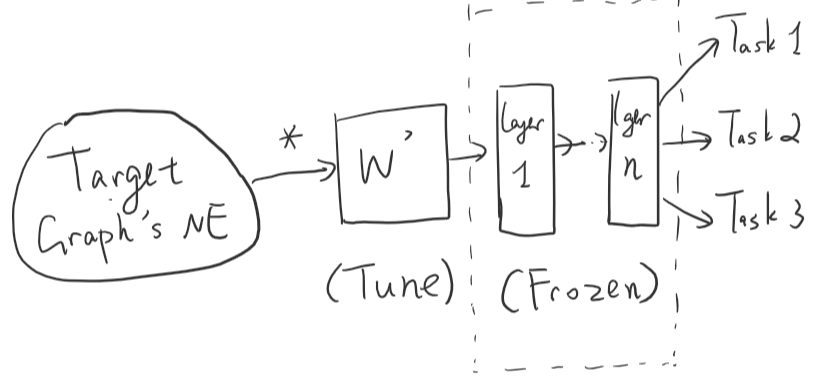 Target
Graph's NE
*
W'
(Tune)
layer
1
layer
n
(Frozen)
Task 1
Task 2
Task 3